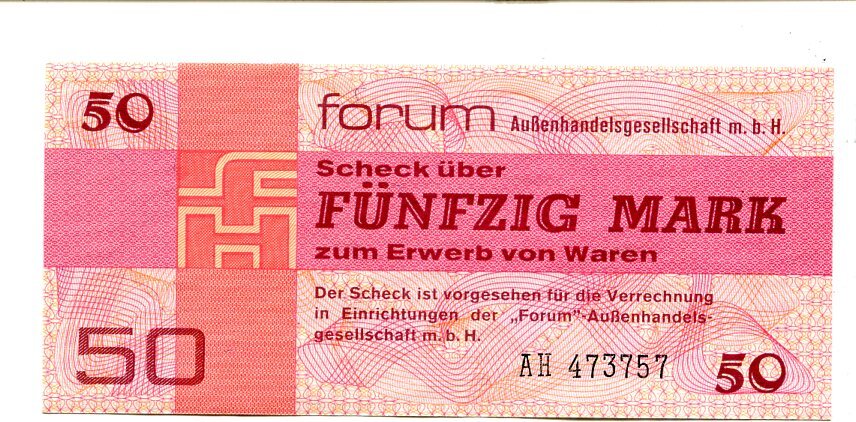 50
forum Außenhandelsgesellschaft m. b. H.
Scheck über
FÜNFZIG MARK
zum Erwerb von Waren
Der Scheck ist vorgesehen für die Verrechnung
in Einrichtungen der „Forum"-Außenhandels-
gesellschaft m. b. H.
50
AH 473757
50